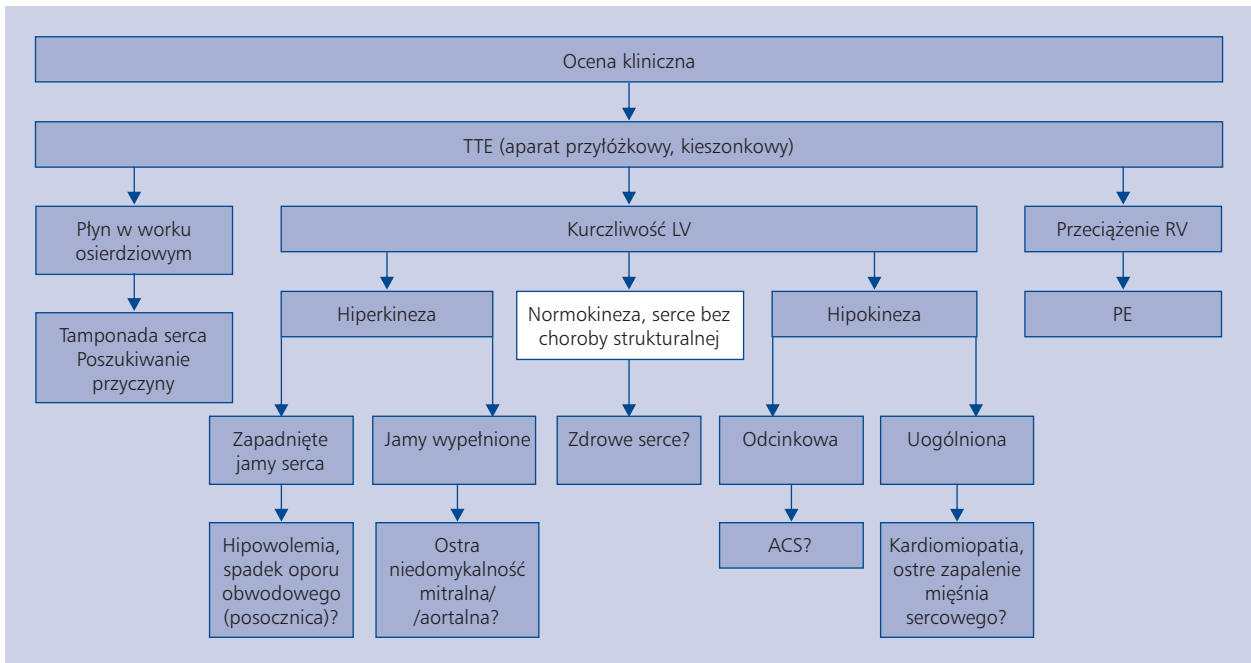 Ocena kliniczna
TTE (aparat przyłóżkowy, kieszonkowy)
Płyn w worku
osierdziowym
Kurczliwość LV
Przeciążenie RV
Tamponada serca
Poszukiwanie
przyczyny
Hiperkineza
Normokineza, serce bez
choroby strukturalnej
Hipokineza
PE
Zapadnięte
jamy serca
Jamy wypełnione
Zdrowe serce?
Odcinkowa
Uogólniona
Hipowolemia,
spadek oporu
obwodowego
(posocznica)?
Ostra
niedomykalność
mitralna/
/aortalna?
ACS?
Kardiomiopatia,
ostre zapalenie
mięśnia
sercowego?